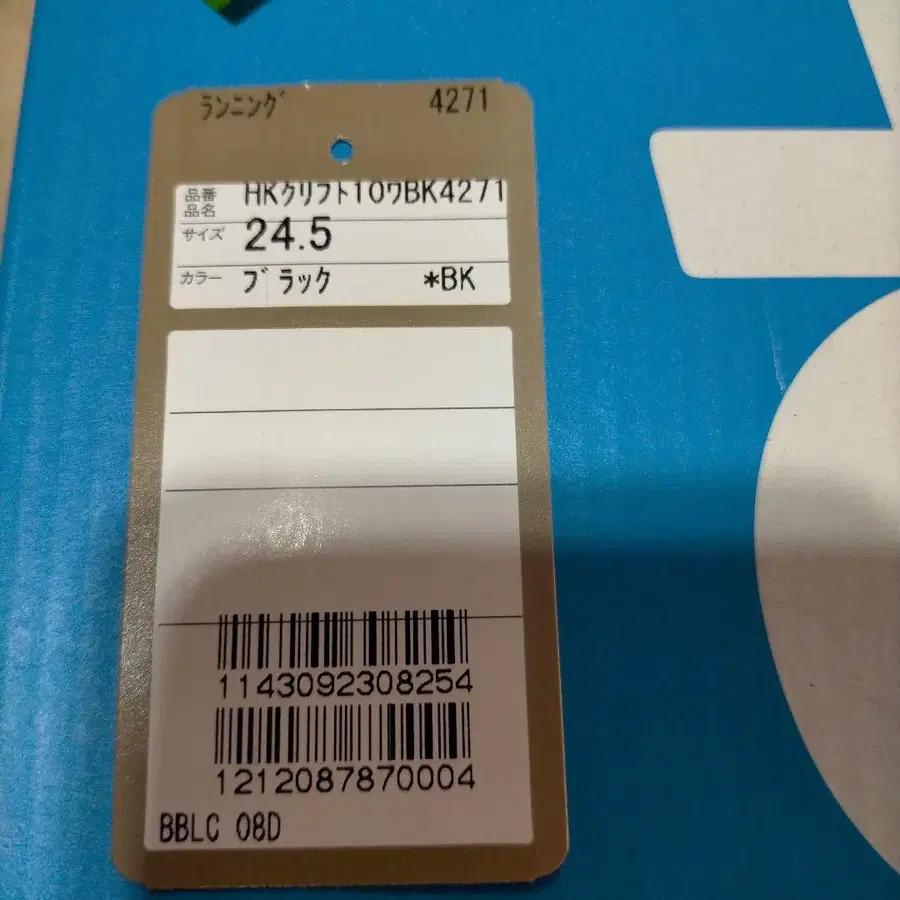 ランニング 4271
品番
品名 HKクリフト10ワBK4271
サイズ 24.5
カラー ブラック *BK
1143092308254
1212087870004
BBLC 08D